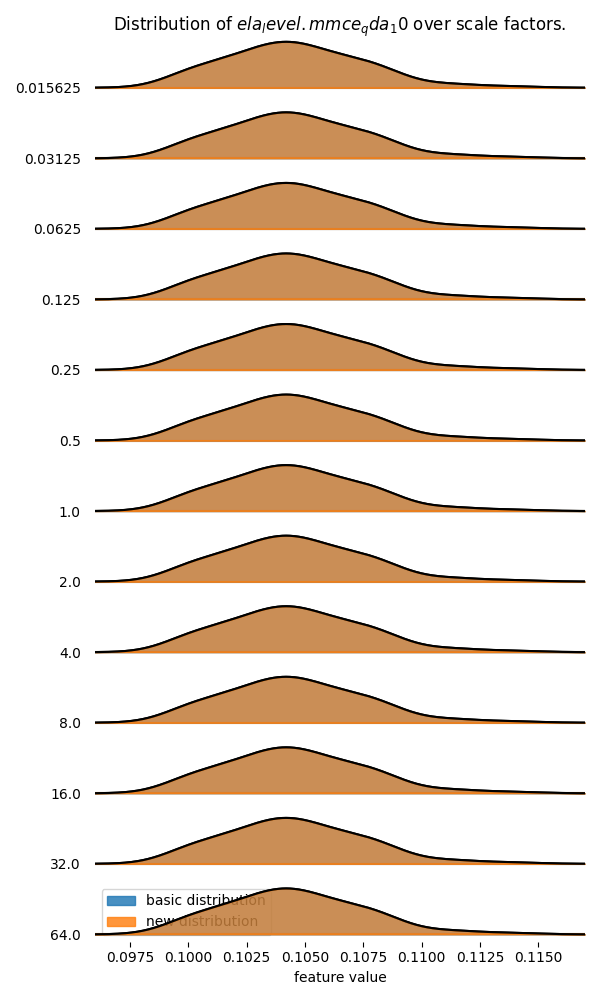 Distribution of elaₗevel.mmce_qda₁0 over scale factors.
0.015625
0.03125
0.0625
0.125
0.25
0.5
1.0
2.0
4.0
8.0
16.0
32.0
64.0
basic distribution
new distribution
0.0975 0.1000 0.1025 0.1050 0.1075 0.1100 0.1125 0.1150
feature value